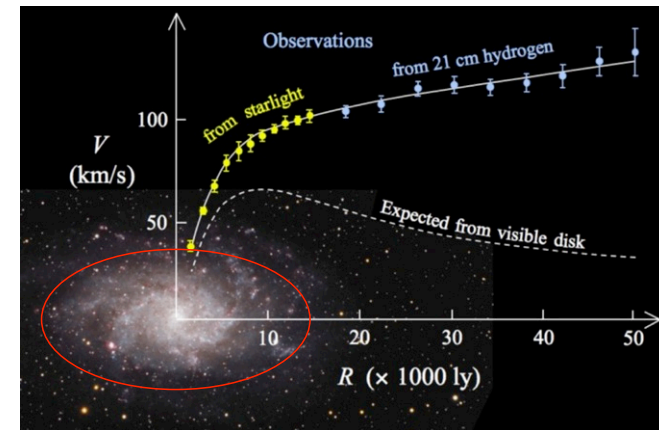 Observations
from 21 cm hydrogen
from starlight
100
V
(km/s)
50
Expected from visible disk
10
20
30
40
50
R (× 1000 ly)